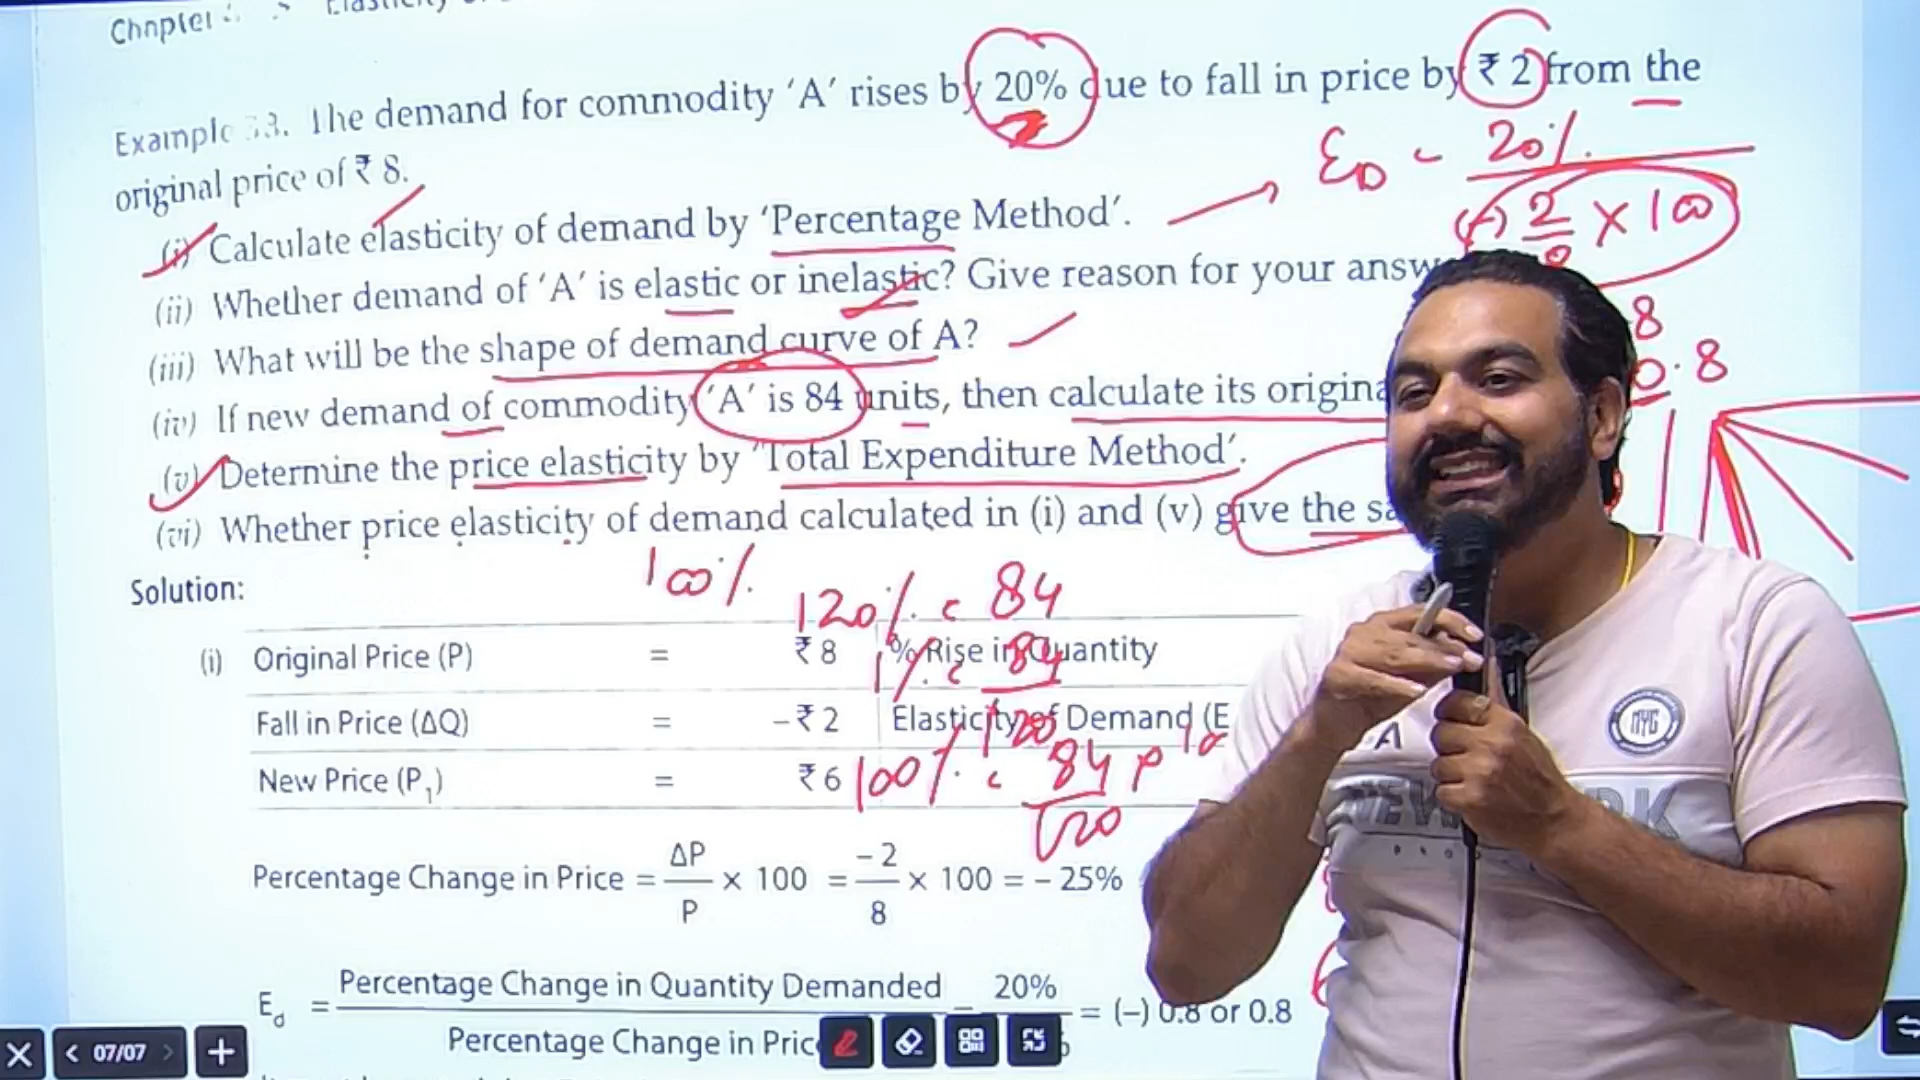 Elasticity
Example 33. The demand for commodity 'A' rises by 20% due to fall in price by ₹ 2 from the
original price of ₹ 8.
(i) Calculate elasticity of demand by 'Percentage Method'.
(ii) Whether demand of 'A' is elastic or inelastic? Give reason for your
(iii) What will be the shape of demand curve of A?
(iv) If new demand of commodity 'A' is 84 units, then calculate its
(v) Determine the price elasticity by 'Total Expenditure Method'.
(vi) Whether price elasticity of demand calculated in (i) and (v) give the
ED = 20%
(-) 2/8 × 100
8
0.8
Solution:
100%
120% = 84
(i) Original Price (P) = ₹ 8 % Rise in Quantity
1% = 84
120
Fall in Price (ΔQ) = – ₹ 2 Elasticity of Demand (E
New Price (P1) = ₹ 6
100% = 84 × 100
120
Percentage Change in Price = ΔP/P × 100 = –2/8 × 100 = – 25%
Ed = Percentage Change in Quantity Demanded 20% = (–) 0.8 or 0.8
Percentage Change in
07/07
NYC